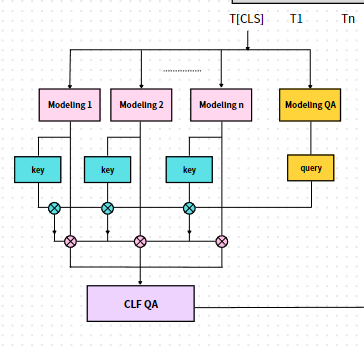 T[CLS] T1 Tn
Modeling 1 Modeling 2 Modeling n Modeling QA
key key key query
CLF QA